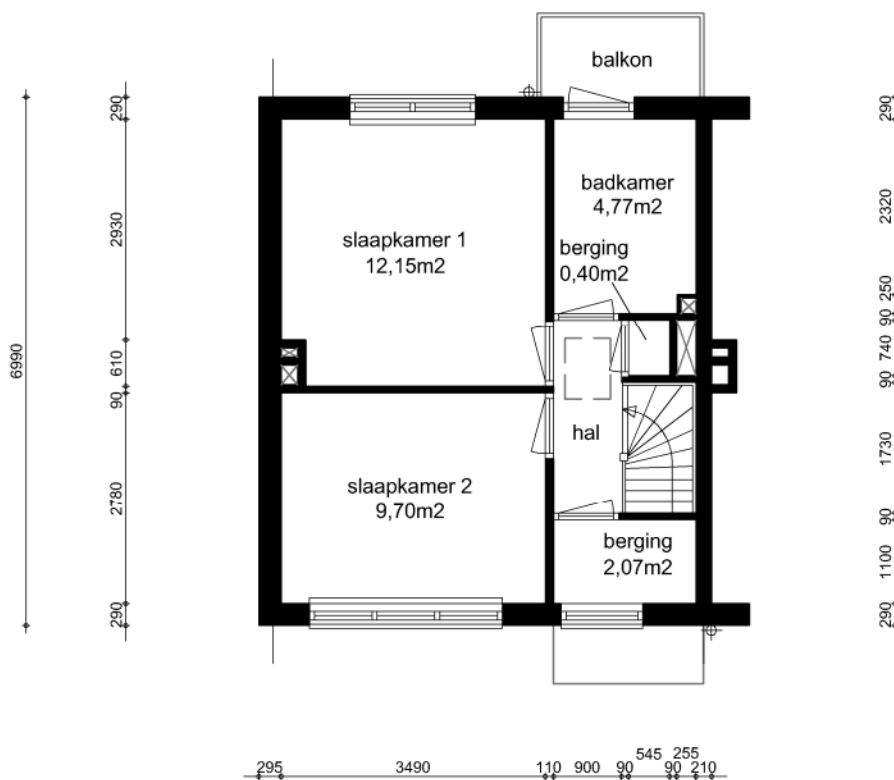 balkon
290
290
badkamer
4,77m2
2320
2930
slaapkamer 1
12,15m2
berging
0,40m2
250
90
6990
610
740
90
90
hal
1730
slaapkamer 2
9,70m2
2780
90
berging
2,07m2
1100
290
290
545 255
295 3490 110 900 90 90 210